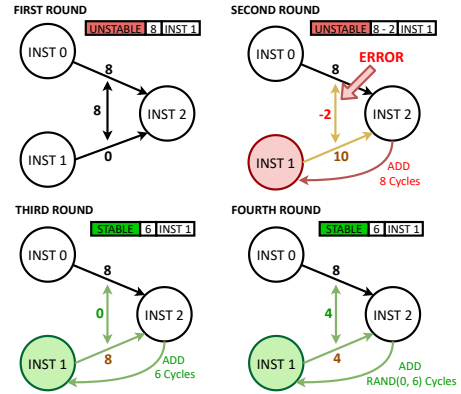 FIRST ROUND
UNSTABLE 8 INST 1
INST 0
8
8
INST 2
INST 1
0
SECOND ROUND
UNSTABLE 8 - 2 INST 1
INST 0
ERROR
8
-2
INST 2
INST 1
10
ADD
8 Cycles
THIRD ROUND
STABLE 6 INST 1
INST 0
8
0
INST 2
INST 1
8
ADD
6 Cycles
FOURTH ROUND
STABLE 6 INST 1
INST 0
8
4
INST 2
INST 1
4
ADD
RAND(0, 6) Cycles